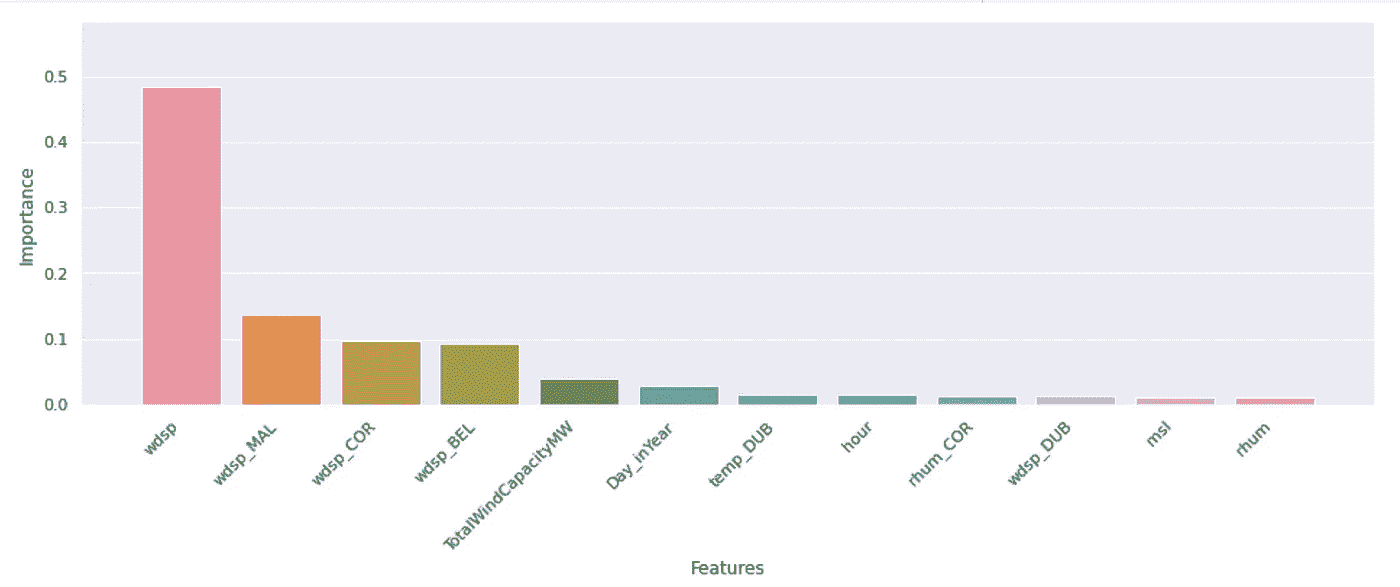 0.5
0.4
0.3
0.2
0.1
0.0
Importance
wdsp
wdsp_MAL
wdsp_COR
wdsp_BEL
TotalWindCapacityMW
Day_inYear
temp_DUB
hour
rhum_COR
wdsp_DUB
msl
rhum
Features